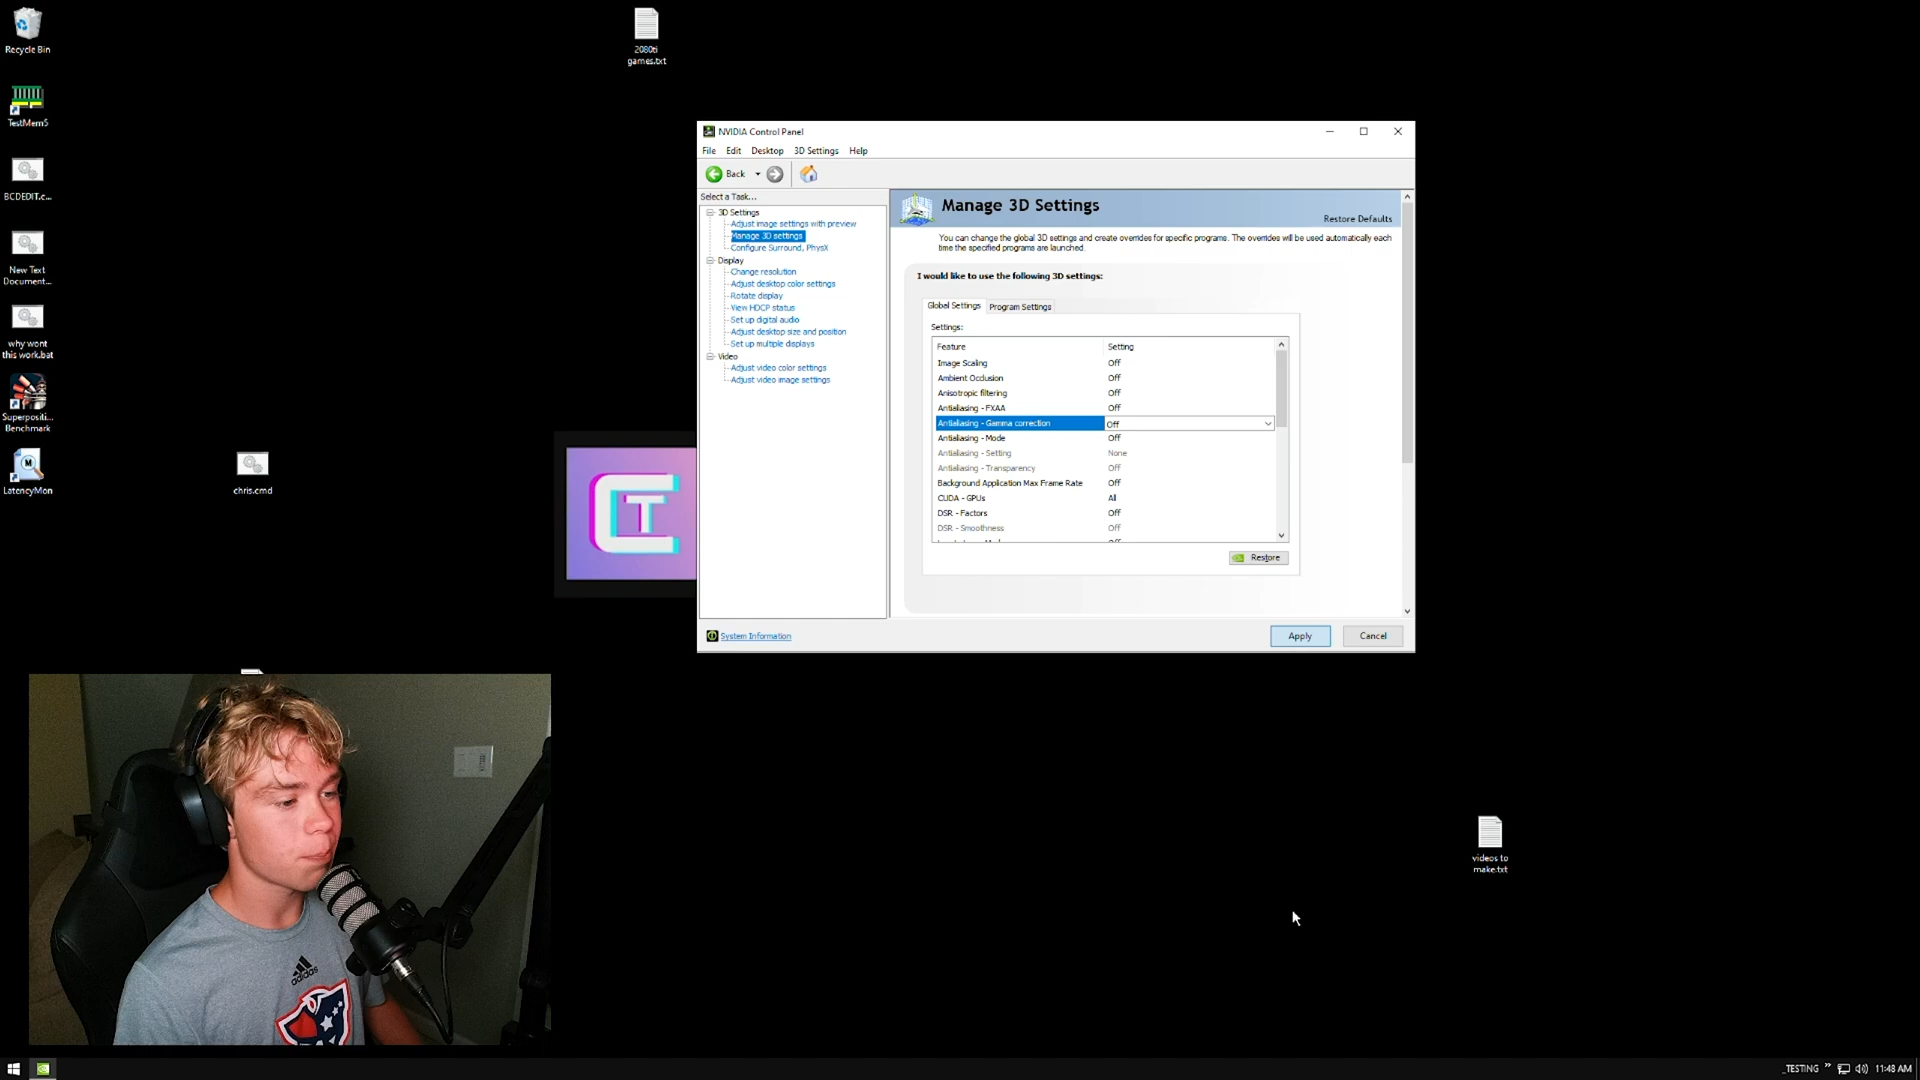 Recycle Bin
TestMem5
BCDEDIT.c...
New Text
Document...
why wont
this work.bat
Superpositi...
Benchmark
LatencyMon
chris.cmd
2080ti
games.txt
CT
NVIDIA Control Panel
File Edit Desktop 3D Settings Help
Back
Select a Task...
3D Settings
Adjust image settings with preview
Manage 3D settings
Configure Surround, PhysX
Display
Change resolution
Adjust desktop color settings
Rotate display
View HDCP status
Set up digital audio
Adjust desktop size and position
Set up multiple displays
Video
Adjust video color settings
Adjust video image settings
System Information
Manage 3D Settings
Restore Defaults
You can change the global 3D settings and create overrides for specific programs. The overrides will be used automatically each
time the specified programs are launched.
I would like to use the following 3D settings:
Global Settings Program Settings
Settings:
Feature Setting
Image Scaling Off
Ambient Occlusion Off
Anisotropic filtering Off
Antialiasing - FXAA Off
Antialiasing - Gamma correction Off
Antialiasing - Mode Off
Antialiasing - Setting None
Antialiasing - Transparency Off
Background Application Max Frame Rate Off
CUDA - GPUs All
DSR - Factors Off
DSR - Smoothness Off
Restore
Apply Cancel
videos to
make.txt
adidas
_TESTING 11:48 AM